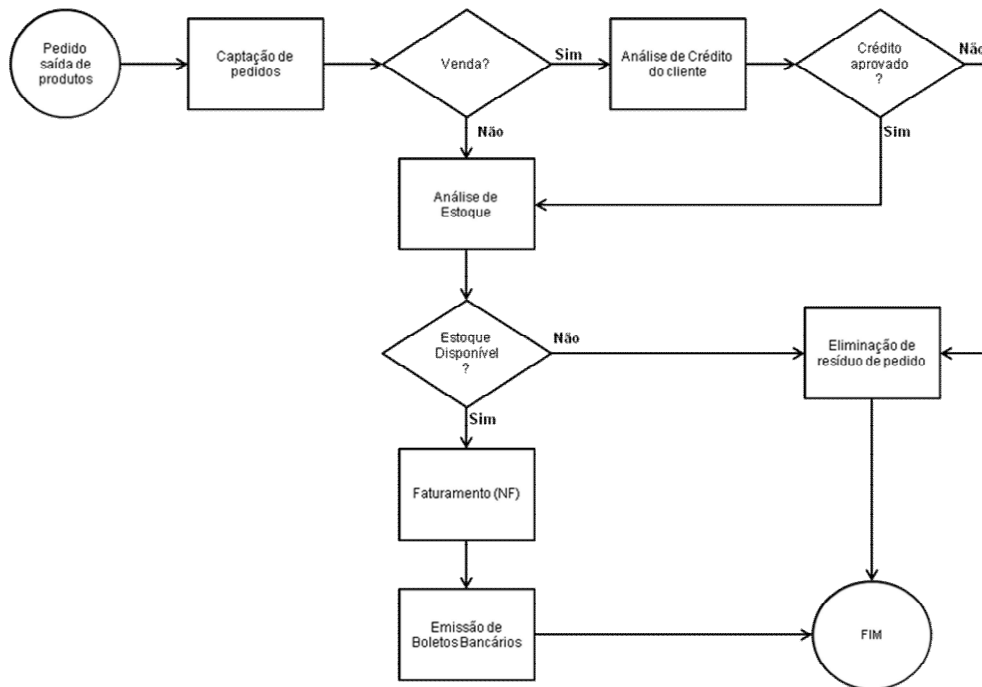 Pedido
saída de
produtos
Captação de
pedidos
Venda?
Sim
Análise de Crédito
do cliente
Crédito
aprovado
?
Não
Não
Sim
Análise de
Estoque
Estoque
Disponível
?
Não
Eliminação de
resíduo de pedido
Sim
Faturamento (NF)
Emissão de
Boletos Bancários
FIM